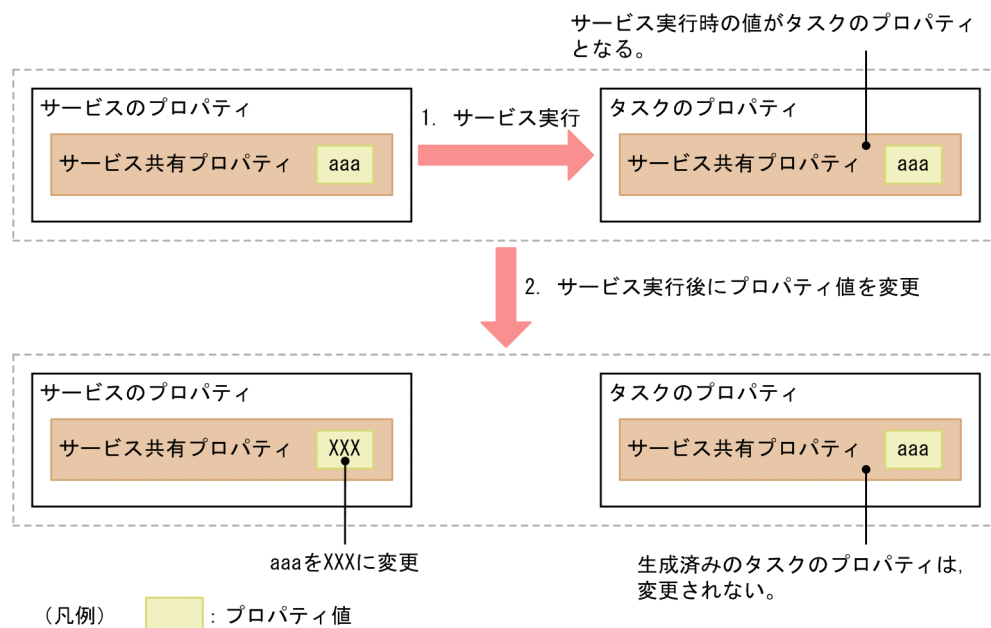 サービス実行時の値がタスクのプロパティ
となる。
サービスのプロパティ
サービス共有プロパティ aaa
1. サービス実行
タスクのプロパティ
サービス共有プロパティ aaa
2. サービス実行後にプロパティ値を変更
サービスのプロパティ
サービス共有プロパティ XXX
タスクのプロパティ
サービス共有プロパティ aaa
aaaをXXXに変更
生成済みのタスクのプロパティは,
変更されない。
(凡例) : プロパティ値